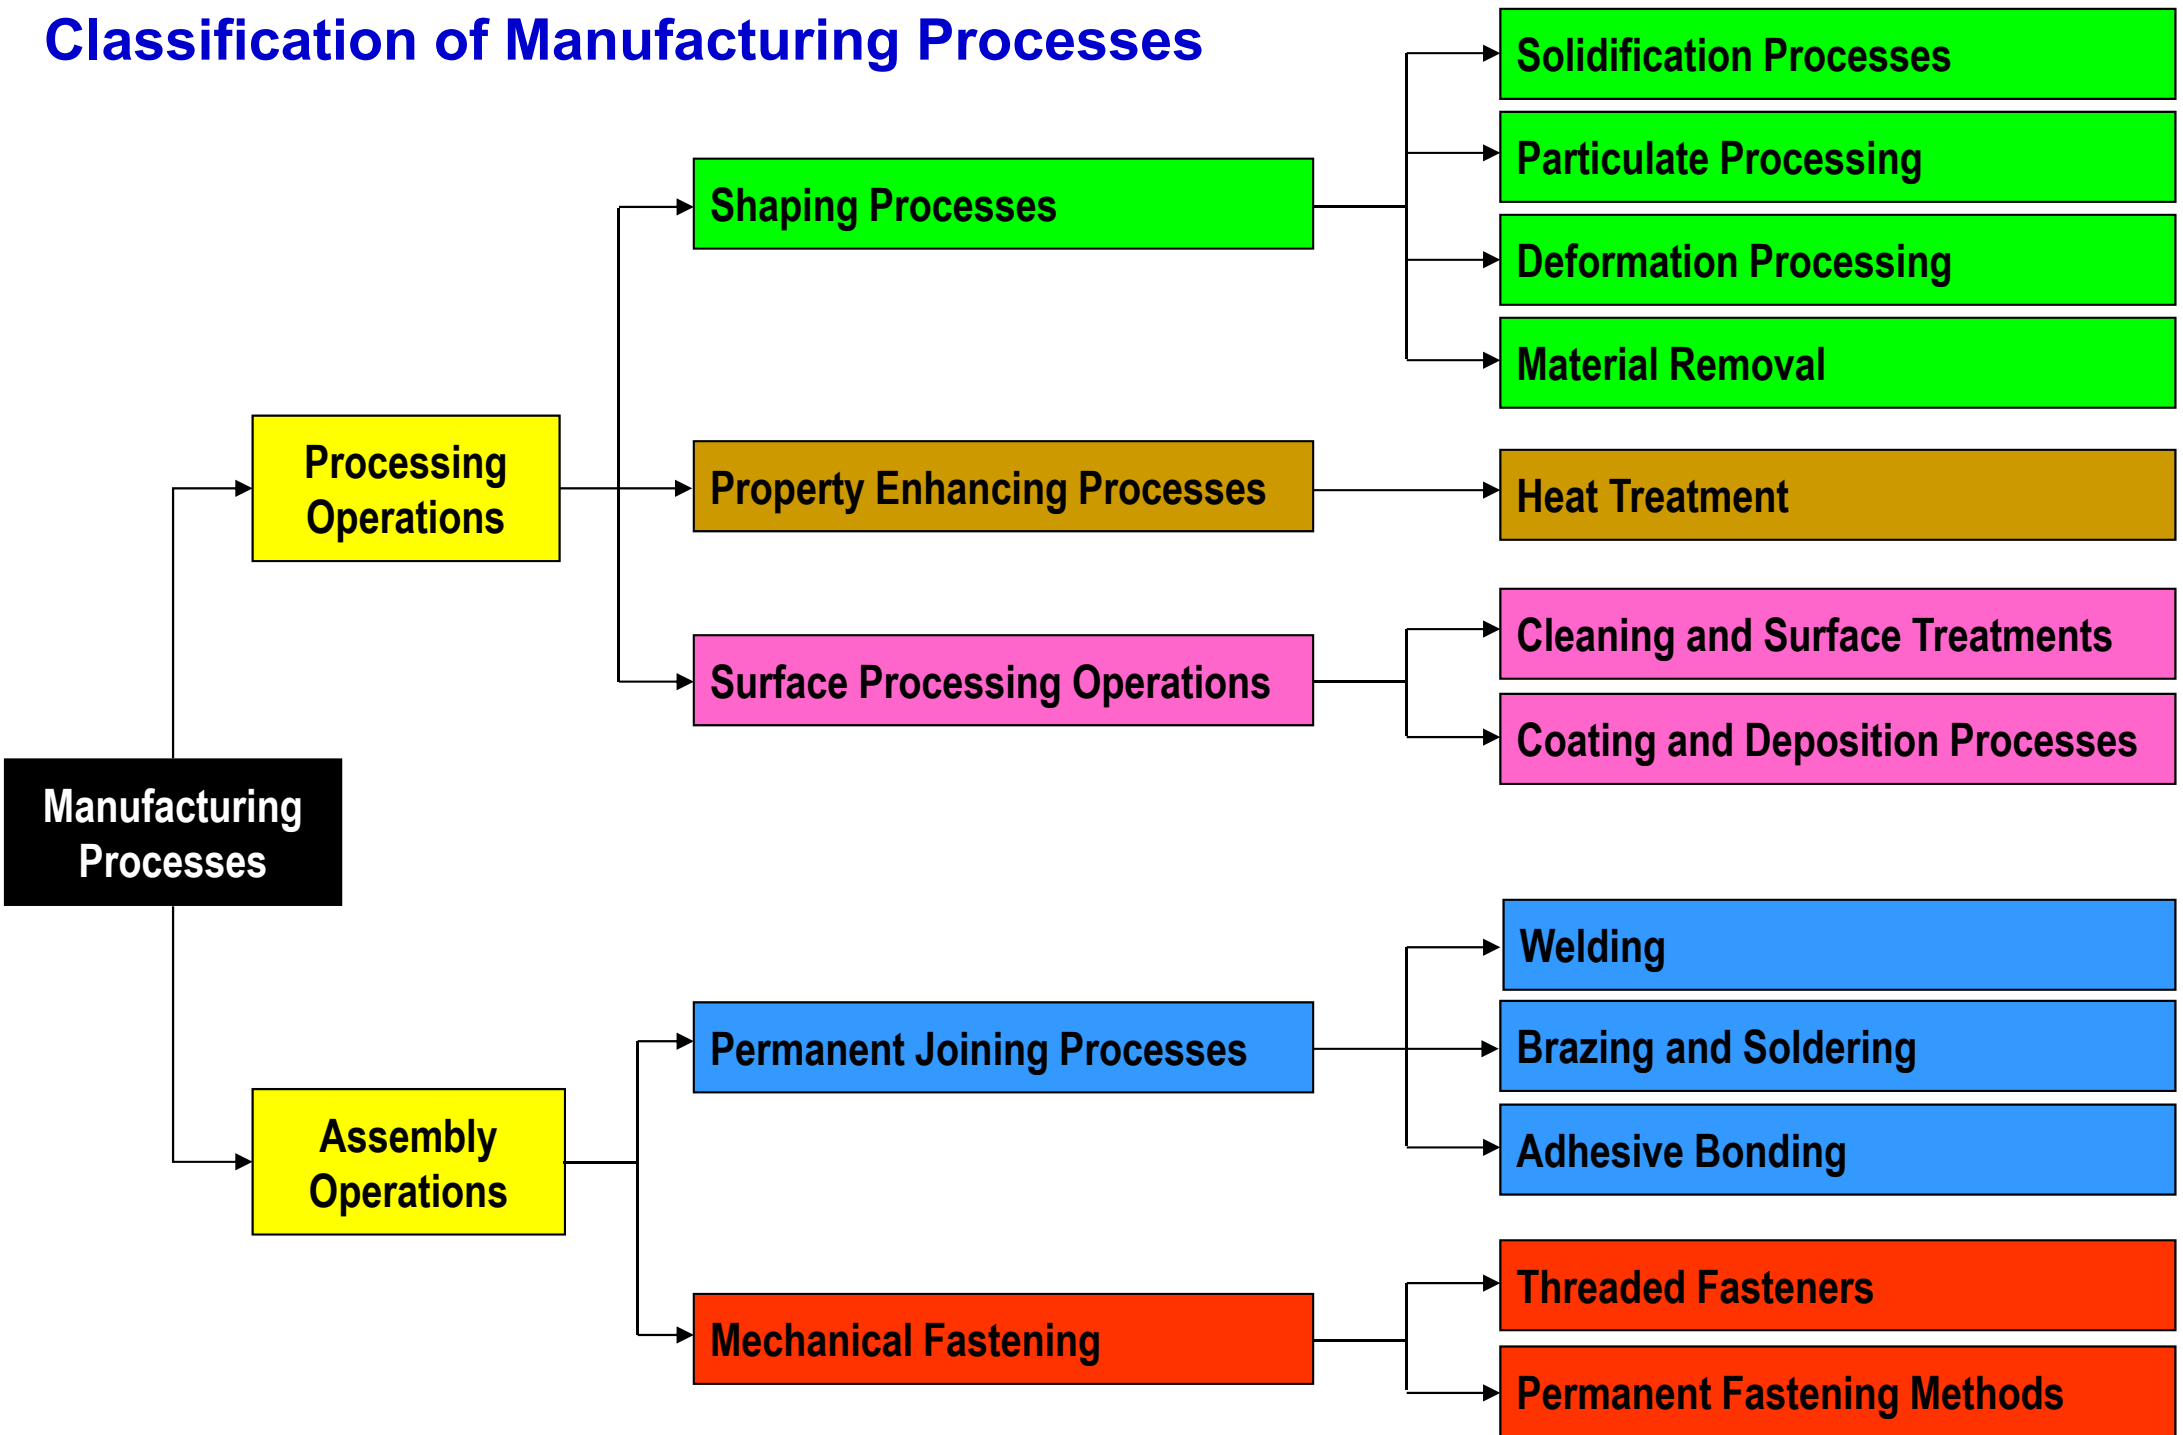 Classification of Manufacturing Processes
Solidification Processes
Particulate Processing
Shaping Processes
Deformation Processing
Material Removal
Processing
Operations
Property Enhancing Processes
Heat Treatment
Cleaning and Surface Treatments
Surface Processing Operations
Coating and Deposition Processes
Manufacturing
Processes
Welding
Permanent Joining Processes
Brazing and Soldering
Adhesive Bonding
Assembly
Operations
Threaded Fasteners
Mechanical Fastening
Permanent Fastening Methods